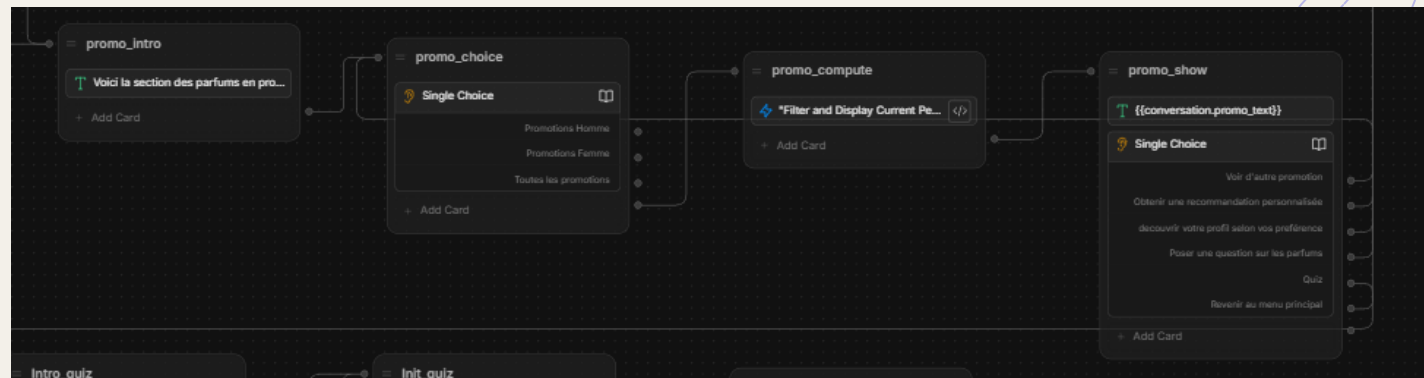 promo_intro
Voici la section des parfums en pro...
+ Add Card
promo_choice
Single Choice
Promotions Homme
Promotions Femme
Toutes les promotions
+ Add Card
promo_compute
"Filter and Display Current Pe...
+ Add Card
promo_show
{{conversation.promo_text}}
Single Choice
Voir d'autre promotion
Obtenir une recommandation personnalisée
decouvrir votre profil selon vos preférence
Poser une question sur les parfums
Quiz
Revenir au menu principal
+ Add Card
Intro_quiz
Init_quiz